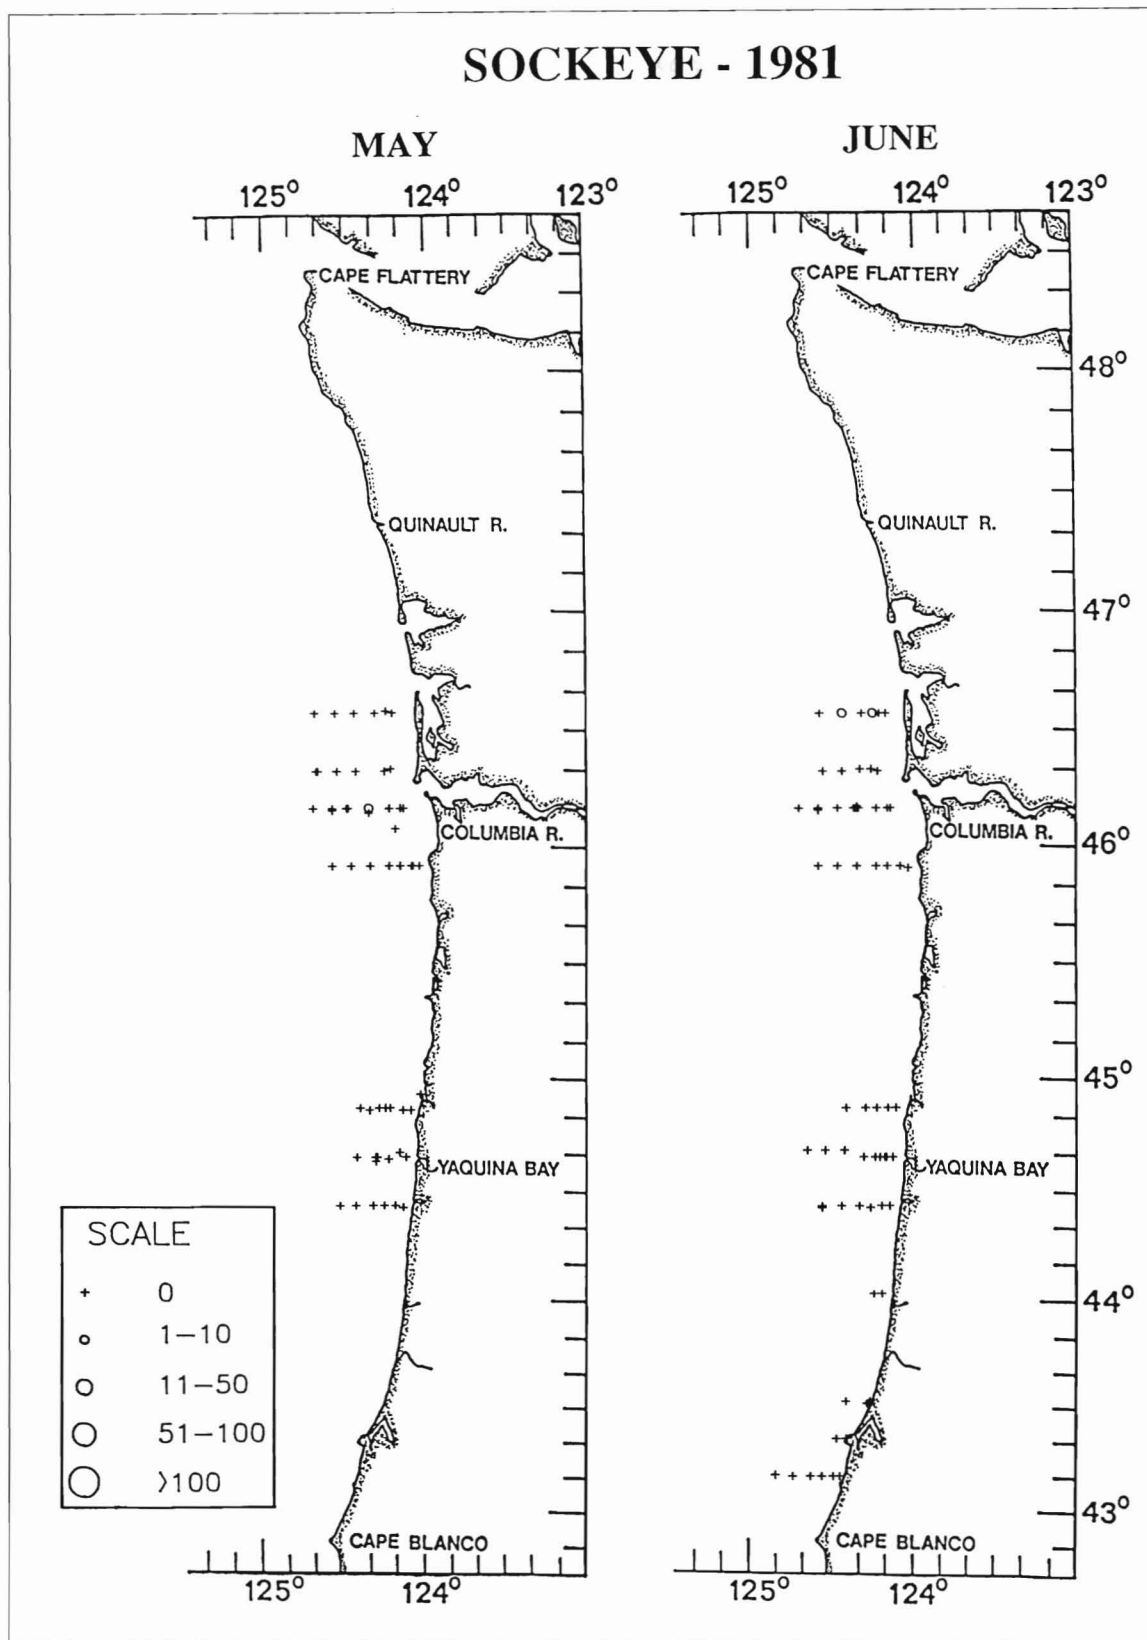 SOCKEYE - 1981
MAY
JUNE
125° 124° 123°
125° 124° 123°
CAPE FLATTERY
CAPE FLATTERY
48°
QUINAULT R.
QUINAULT R.
47°
COLUMBIA R.
COLUMBIA R.
46°
45°
YAQUINA BAY
YAQUINA BAY
44°
43°
CAPE BLANCO
CAPE BLANCO
125° 124°
125° 124°
SCALE
+ 0
1-10
11-50
51-100
>100